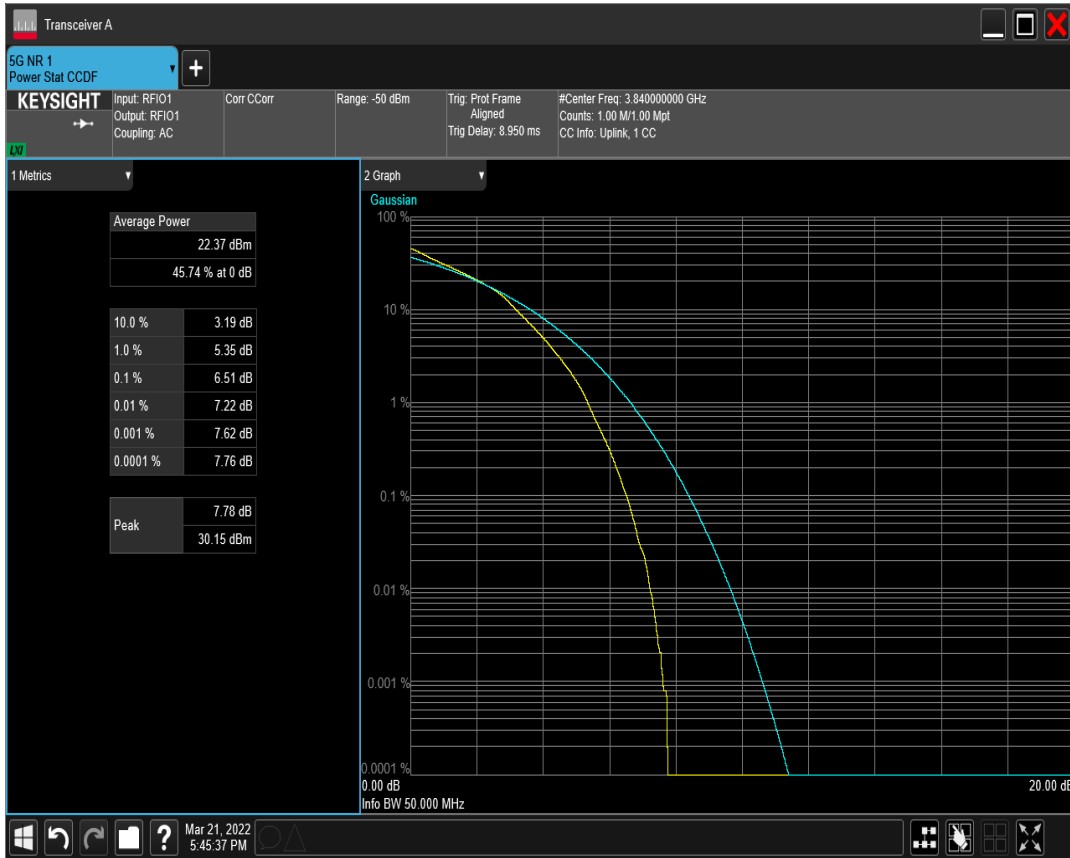 Transceiver A
5G NR 1
Power Stat CCDF
KEYSIGHT
LXI
Input: RFIO1
Output: RFIO1
Coupling: AC
Corr CCorr
Range: -50 dBm
Trig: Prot Frame
Aligned
Trig Delay: 8.950 ms
#Center Freq: 3.840000000 GHz
Counts: 1.00 M/1.00 Mpt
CC Info: Uplink, 1 CC
1 Metrics
Average Power
22.37 dBm
45.74 % at 0 dB
10.0 % 3.19 dB
1.0 % 5.35 dB
0.1 % 6.51 dB
0.01 % 7.22 dB
0.001 % 7.62 dB
0.0001 % 7.76 dB
Peak
7.78 dB
30.15 dBm
2 Graph
Gaussian
100 %
10 %
1 %
0.1 %
0.01 %
0.001 %
0.0001 %
0.00 dB 20.00 dB
Info BW 50.000 MHz
?
Mar 21, 2022
5:45:37 PM